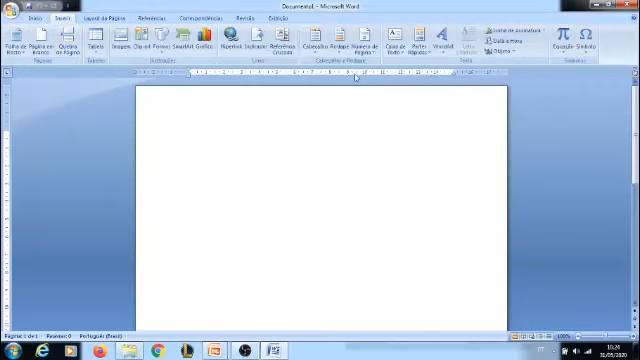 Documento1 - Microsoft Word
Início Inserir Layout da Página Referências Correspondências Revisão Exibição
Folha de Rosto Página em Branco Quebra de Página Tabela Imagem Clip-art Formas SmartArt Gráfico Hiperlink Indicador Referência Cruzada Cabeçalho Rodapé Número de Página Caixa de Texto Partes Rápidas WordArt Letra Linha de Assinatura Data e Hora Objeto Equação Símbolo
Páginas Ilustrações Links Cabeçalho e Rodapé Texto Símbolos
Página: 1 de 1 Palavras: 0 Português (Brasil) 100%
PT 10:24
31/05/2020